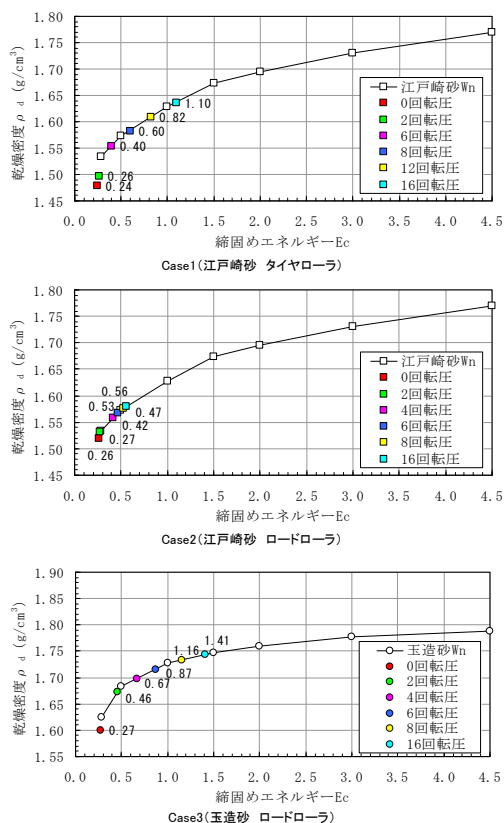 1.80
1.75
1.70
1.65
1.60
1.55
1.50
1.45
乾燥密度ρd (g/cm³)
江戸崎砂Wn
0回転圧
2回転圧
6回転圧
8回転圧
12回転圧
16回転圧
1.10
0.82
0.60
0.40
0.26
0.24
0.0 0.5 1.0 1.5 2.0 2.5 3.0 3.5 4.0 4.5
締固めエネルギーEc
Case1(江戸崎砂 タイヤローラ)
1.80
1.75
1.70
1.65
1.60
1.55
1.50
1.45
乾燥密度ρd (g/cm³)
江戸崎砂Wn
0回転圧
2回転圧
4回転圧
6回転圧
8回転圧
16回転圧
0.56
0.53
0.47
0.42
0.27
0.26
0.0 0.5 1.0 1.5 2.0 2.5 3.0 3.5 4.0 4.5
締固めエネルギーEc
Case2(江戸崎砂 ロードローラ)
1.90
1.85
1.80
1.75
1.70
1.65
1.60
1.55
乾燥密度ρd (g/cm³)
玉造砂Wn
0回転圧
2回転圧
4回転圧
6回転圧
8回転圧
16回転圧
1.41
1.16
0.87
0.67
0.46
0.27
0.0 0.5 1.0 1.5 2.0 2.5 3.0 3.5 4.0 4.5
締固めエネルギーEc
Case3(玉造砂 ロードローラ)